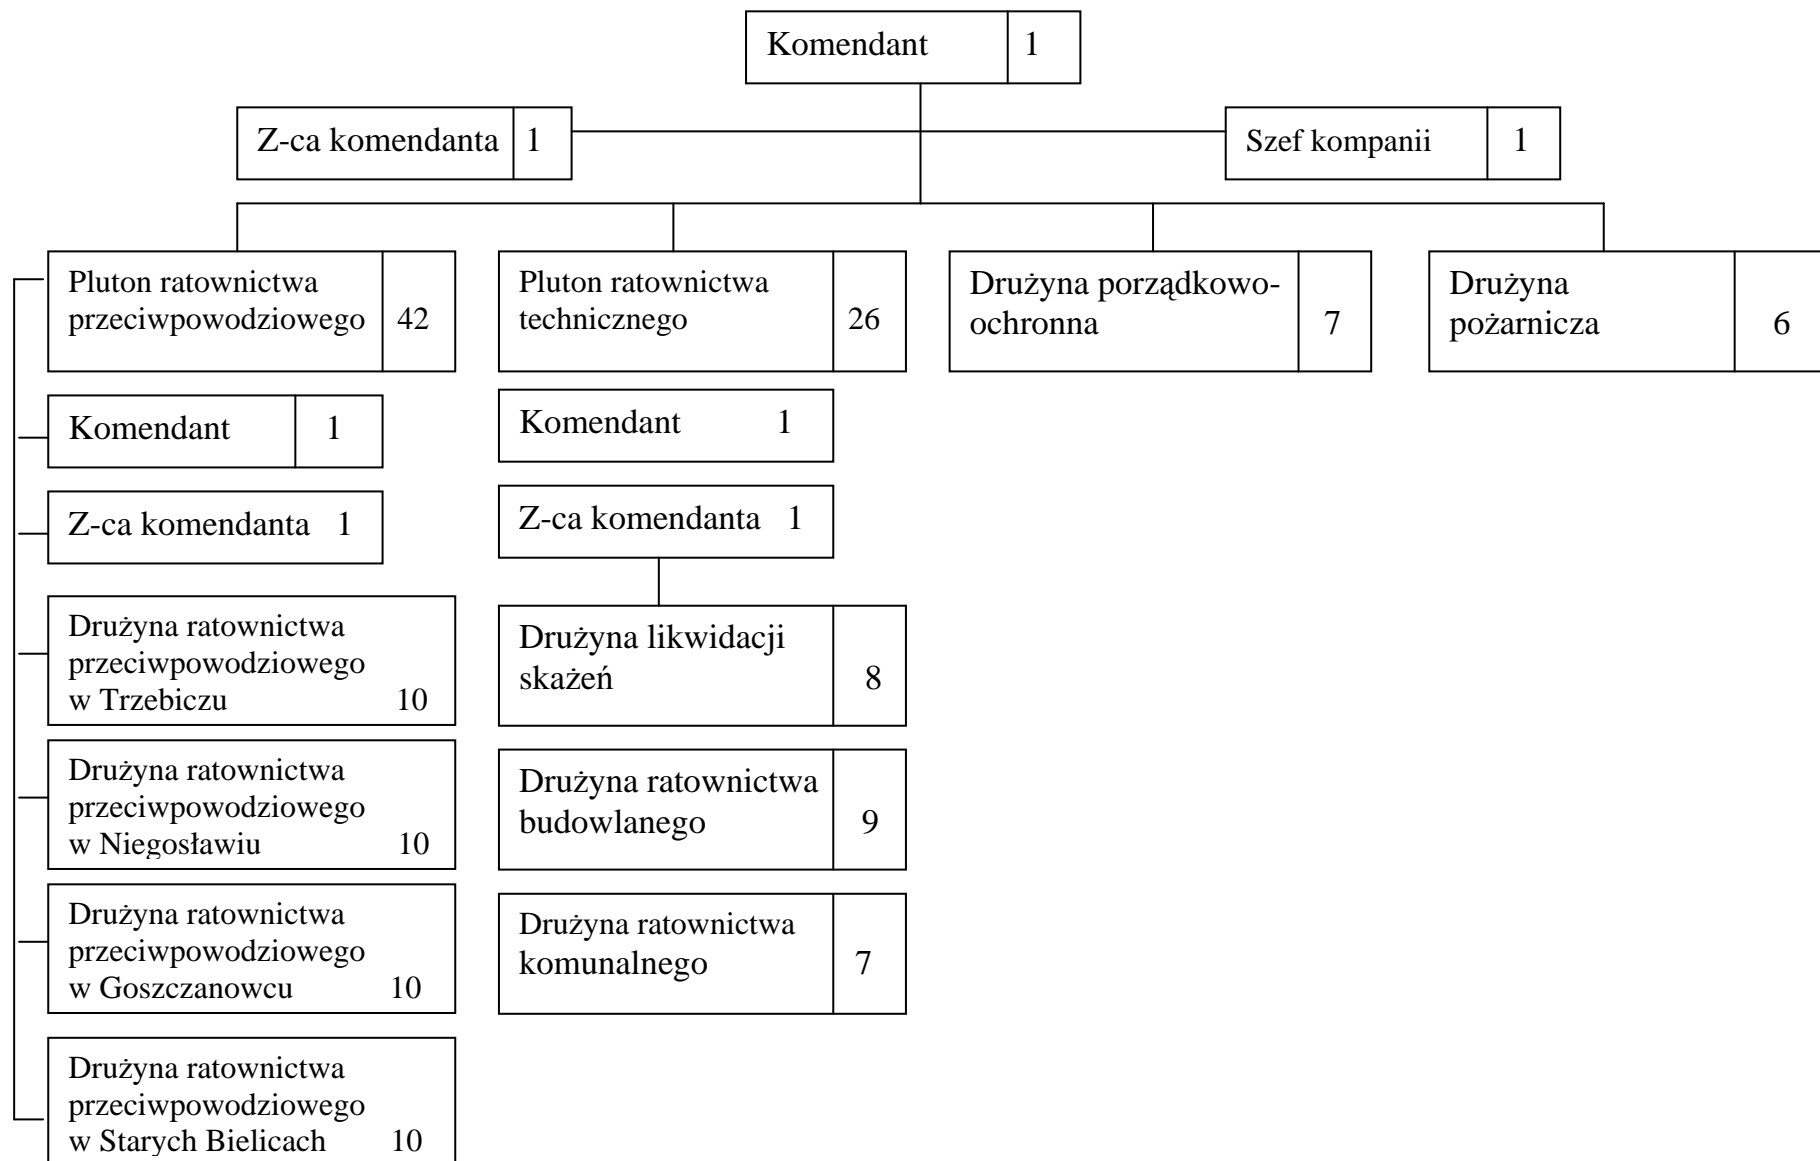 Komendant 1
Z-ca komendanta 1
Szef kompanii 1
Pluton ratownictwa
przeciwpowodziowego 42
Pluton ratownictwa
technicznego 26
Drużyna porządkowo-
ochronna 7
Drużyna
pożarnicza 6
Komendant 1
Z-ca komendanta 1
Drużyna ratownictwa
przeciwpowodziowego
w Trzebiczu 10
Drużyna ratownictwa
przeciwpowodziowego
w Niegosławiu 10
Drużyna ratownictwa
przeciwpowodziowego
w Goszczanowcu 10
Drużyna ratownictwa
przeciwpowodziowego
w Starych Bielicach 10
Komendant 1
Z-ca komendanta 1
Drużyna likwidacji
skażeń 8
Drużyna ratownictwa
budowlanego 9
Drużyna ratownictwa
komunalnego 7